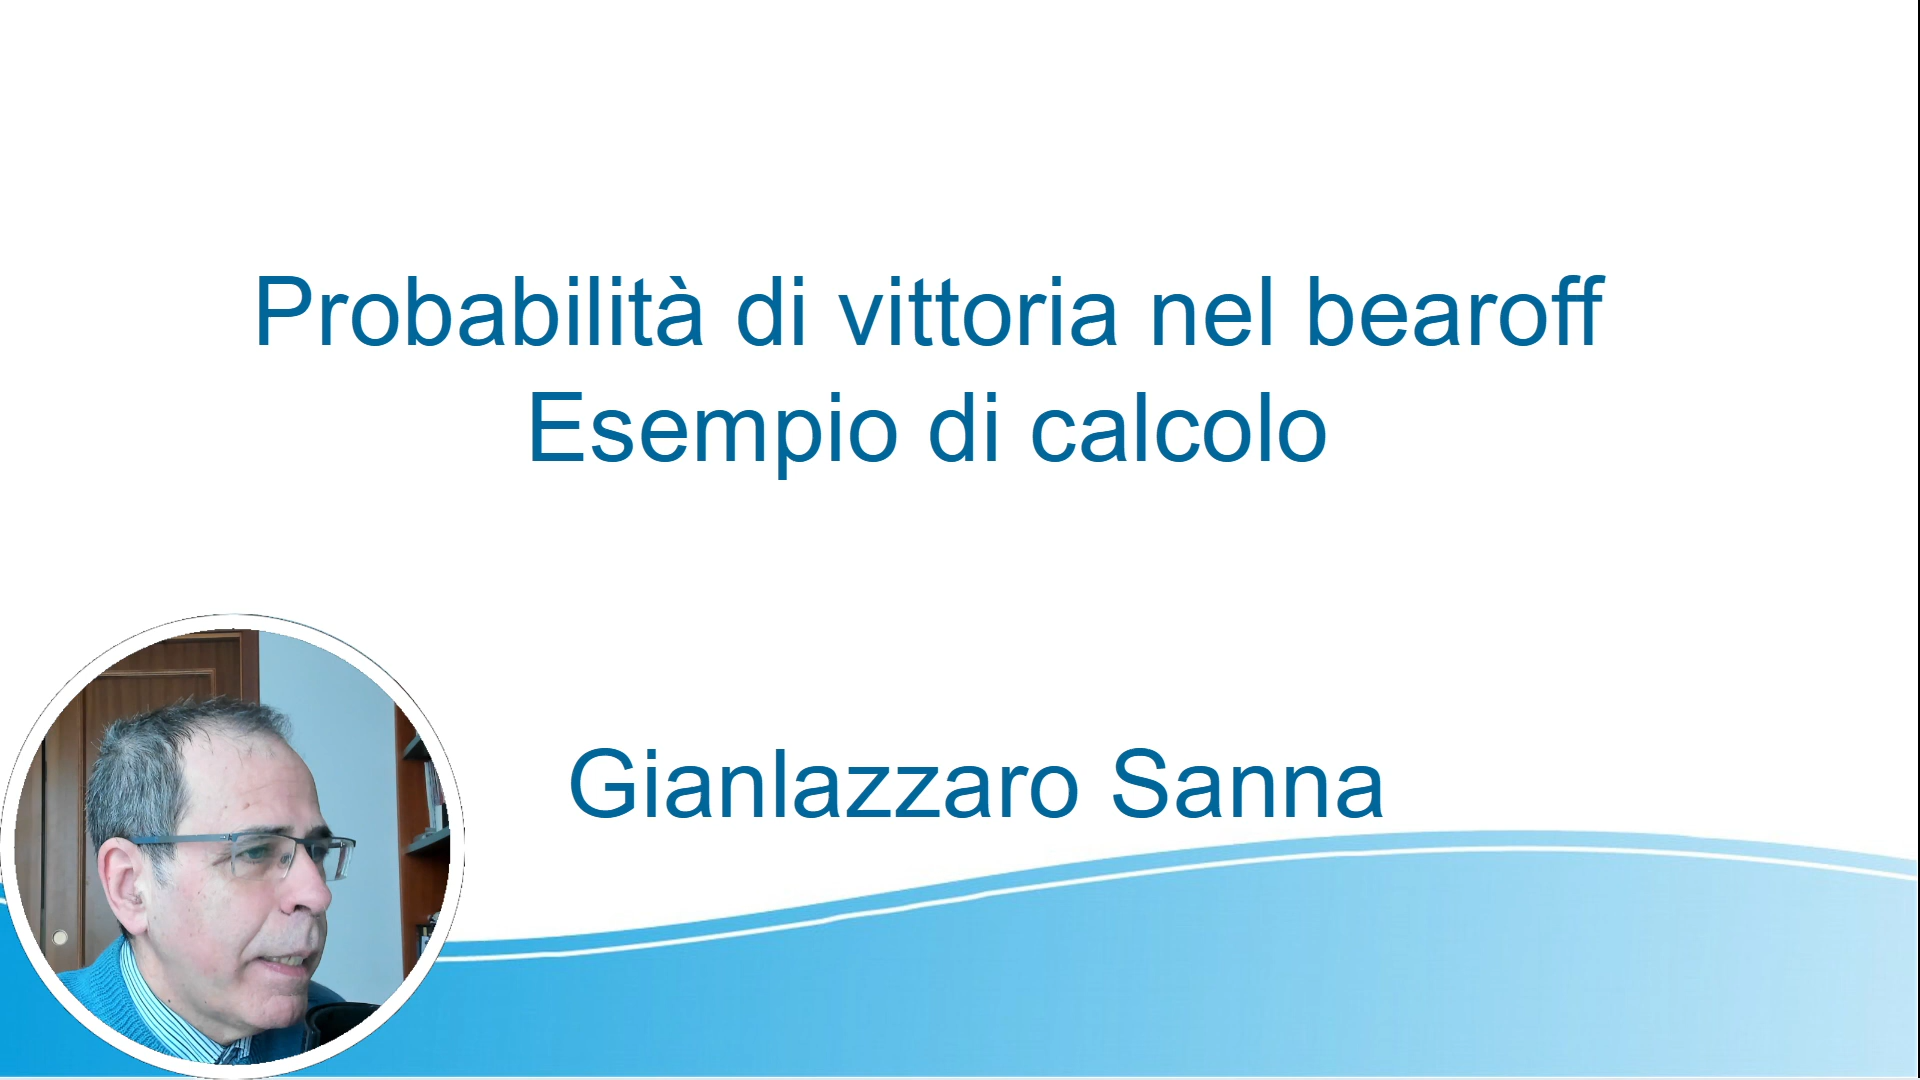 Probabilità di vittoria nel bearoff
Esempio di calcolo
Gianlazzaro Sanna